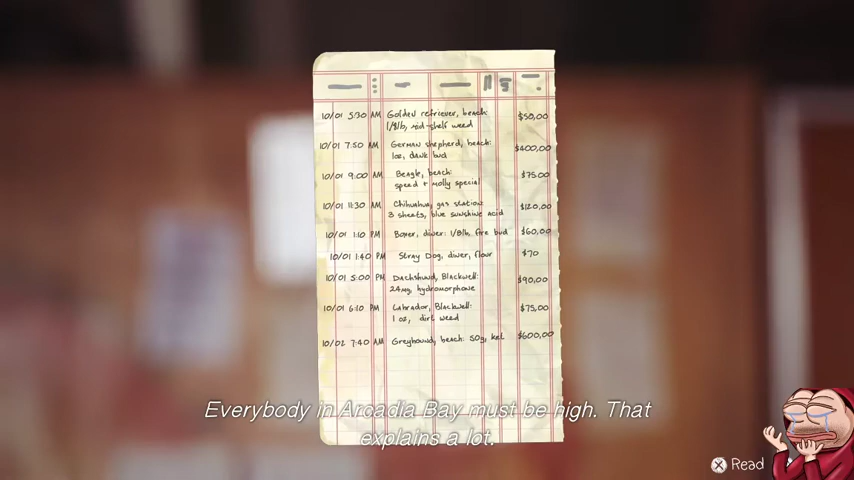 10/01 5:30 AM Golden retriever, beach: $50,00
1/8lb, mid-shelf weed
10/01 7:50 AM German shepherd, beach: $400,00
1oz, dank bud
10/01 9:00 AM Beagle, beach: $75,00
speed + molly special
10/01 11:30 AM Chihuahua, gas station $120,00
3 sheets, blue sunshine acid
10/01 1:10 PM Boxer, diner: 1/8lb, fire bud $60,00
10/01 1:40 PM Stray Dog, diner, flour $70
10/01 5:00 PM Dachshund, Blackwell: $90,00
24mg, hydromorphone
10/01 6:10 PM Labrador, Blackwell: $75,00
1 oz, dirt weed
10/02 7:40 AM Greyhound, beach: 50g, ket $600,00
Everybody in Arcadia Bay must be high. That
explains a lot.
X Read